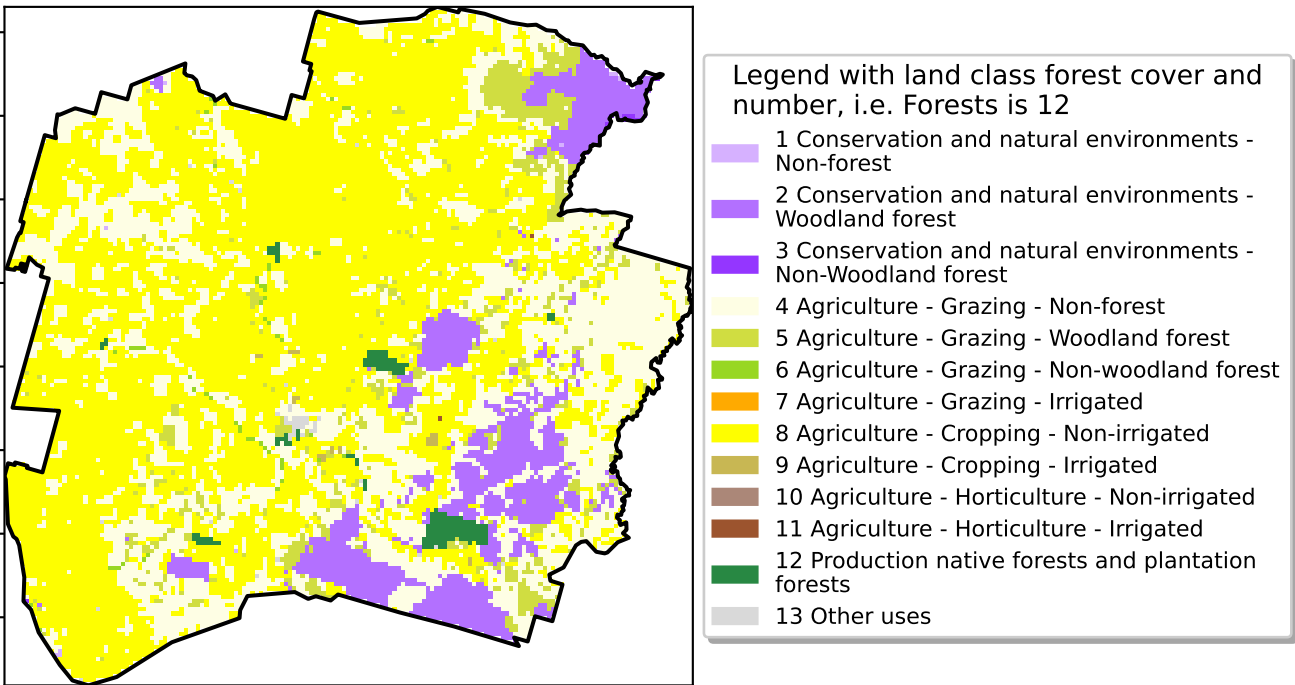 Legend with land class forest cover and
number, i.e. Forests is 12
1 Conservation and natural environments -
Non-forest
2 Conservation and natural environments -
Woodland forest
3 Conservation and natural environments -
Non-Woodland forest
4 Agriculture - Grazing - Non-forest
5 Agriculture - Grazing - Woodland forest
6 Agriculture - Grazing - Non-woodland forest
7 Agriculture - Grazing - Irrigated
8 Agriculture - Cropping - Non-irrigated
9 Agriculture - Cropping - Irrigated
10 Agriculture - Horticulture - Non-irrigated
11 Agriculture - Horticulture - Irrigated
12 Production native forests and plantation
forests
13 Other uses